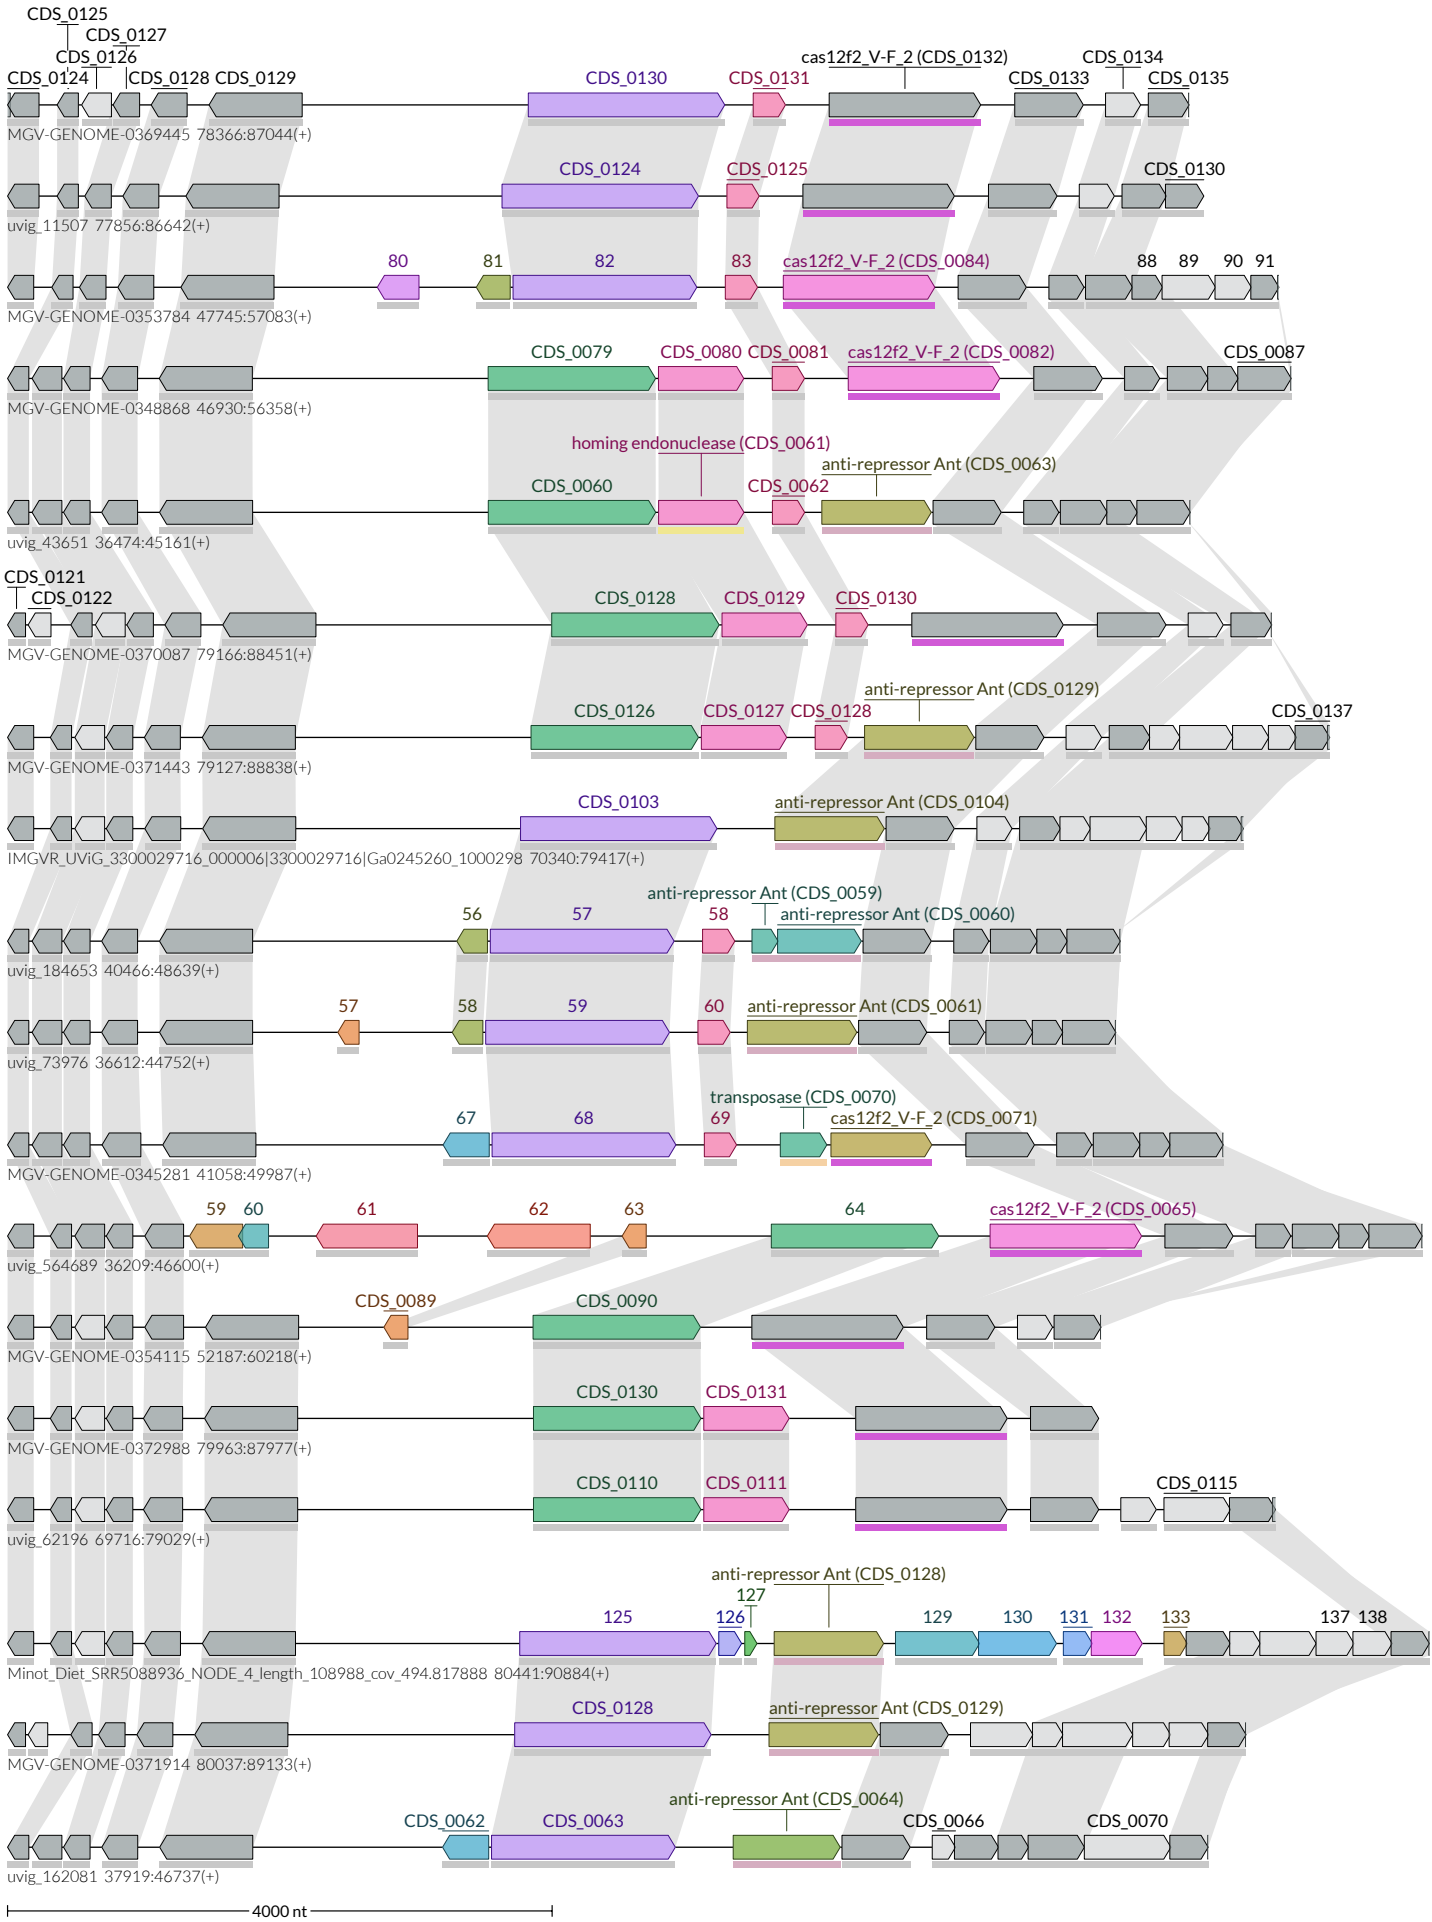 CDS_0125
CDS_0127
CDS_0126 cas12f2_V-F_2 (CDS_0132) CDS_0134
CDS_0124 CDS_0128 CDS_0129 CDS_0130 CDS_0131 CDS_0133 CDS_0135
MGV-GENOME-0369445 78366:87044(+)
CDS_0124 CDS_0125 CDS_0130
uvig_11507 77856:86642(+)
80 81 82 83 cas12f2_V-F_2 (CDS_0084) 88 89 90 91
MGV-GENOME-0353784 47745:57083(+)
CDS_0079 CDS_0080 CDS_0081 cas12f2_V-F_2 (CDS_0082) CDS_0087
MGV-GENOME-0348868 46930:56358(+)
homing endonuclease (CDS_0061)
anti-repressor Ant (CDS_0063)
CDS_0060 CDS_0062
uvig_43651 36474:45161(+)
CDS_0121
CDS_0122 CDS_0128 CDS_0129 CDS_0130
MGV-GENOME-0370087 79166:88451(+)
anti-repressor Ant (CDS_0129)
CDS_0126 CDS_0127 CDS_0128 CDS_0137
MGV-GENOME-0371443 79127:88838(+)
CDS_0103 anti-repressor Ant (CDS_0104)
IMGVR_UViG_3300029716_000006|3300029716|Ga0245260_1000298 70340:79417(+)
anti-repressor Ant (CDS_0059)
56 57 58 anti-repressor Ant (CDS_0060)
uvig_184653 40466:48639(+)
57 58 59 60 anti-repressor Ant (CDS_0061)
uvig_73976 36612:44752(+)
transposase (CDS_0070)
67 68 69 cas12f2_V-F_2 (CDS_0071)
MGV-GENOME-0345281 41058:49987(+)
59 60 61 62 63 64 cas12f2_V-F_2 (CDS_0065)
uvig_564689 36209:46600(+)
CDS_0089 CDS_0090
MGV-GENOME-0354115 52187:60218(+)
CDS_0130 CDS_0131
MGV-GENOME-0372988 79963:87977(+)
CDS_0110 CDS_0111 CDS_0115
uvig_62196 69716:79029(+)
anti-repressor Ant (CDS_0128)
127
125 126 129 130 131 132 133 137 138
Minot_Diet_SRR5088936_NODE_4_length_108988_cov_494.817888 80441:90884(+)
CDS_0128 anti-repressor Ant (CDS_0129)
MGV-GENOME-0371914 80037:89133(+)
anti-repressor Ant (CDS_0064)
CDS_0062 CDS_0063 CDS_0066 CDS_0070
uvig_162081 37919:46737(+)
4000 nt